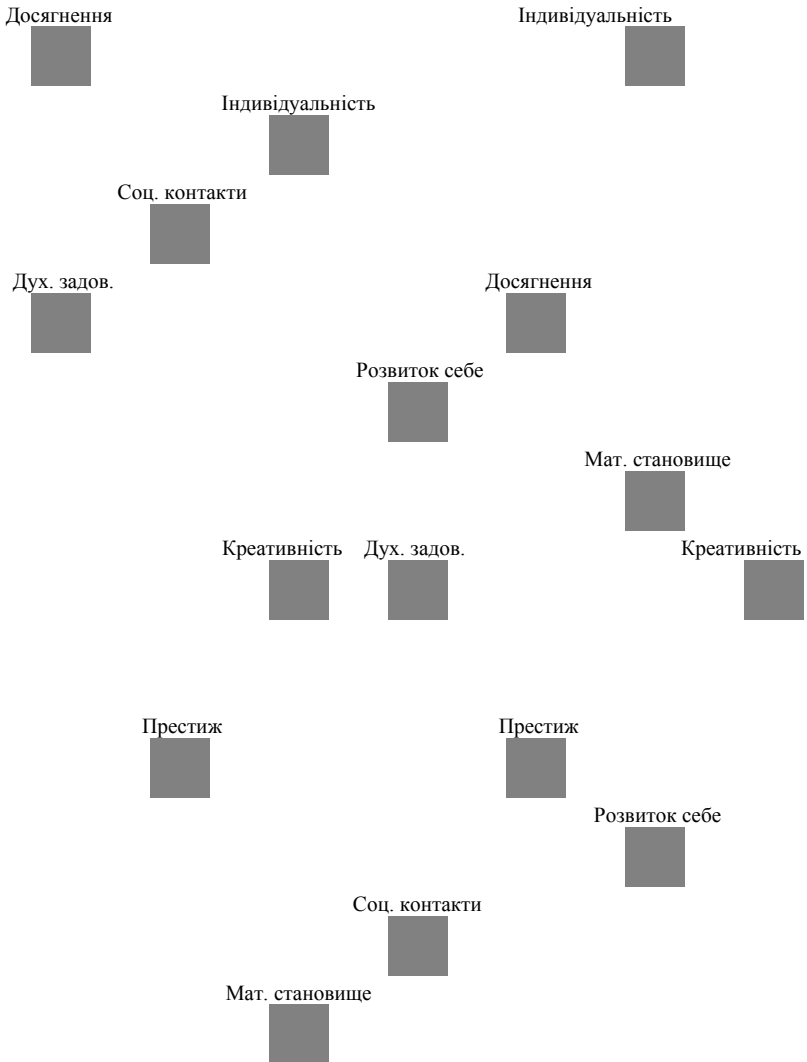 Досягнення
Індивідуальність
Індивідуальність
Соц. контакти
Дух. задов.
Досягнення
Розвиток себе
Мат. становище
Креативність
Дух. задов.
Креативність
Престиж
Престиж
Розвиток себе
Соц. контакти
Мат. становище